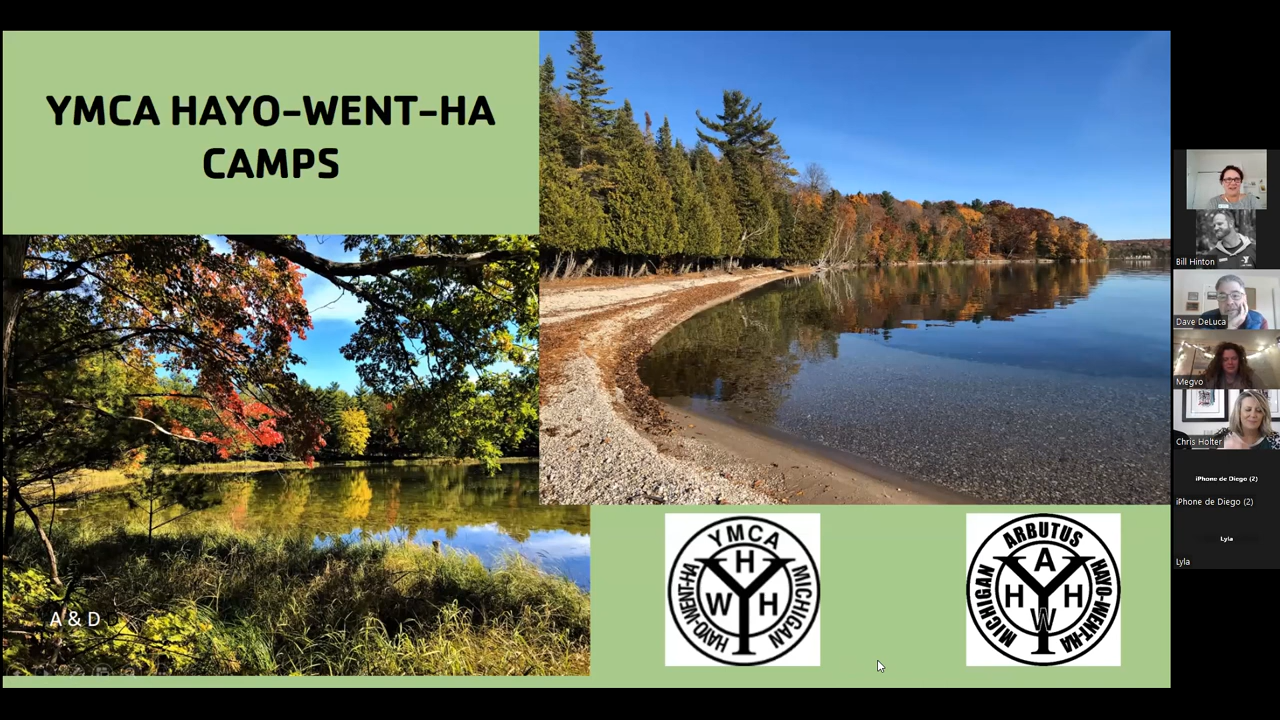 YMCA HAYO-WENT-HA
CAMPS
A & D
YMCA
HAYO-WENT-HA
MICHIGAN
H
W H
ARBUTUS
HAYO-WENT-HA
MICHIGAN
A
H H
W
Bill Hinton
Dave DeLuca
Megvo
Chris Holter
iPhone de Diego (2)
iPhone de Diego (2)
Lyla
Lyla